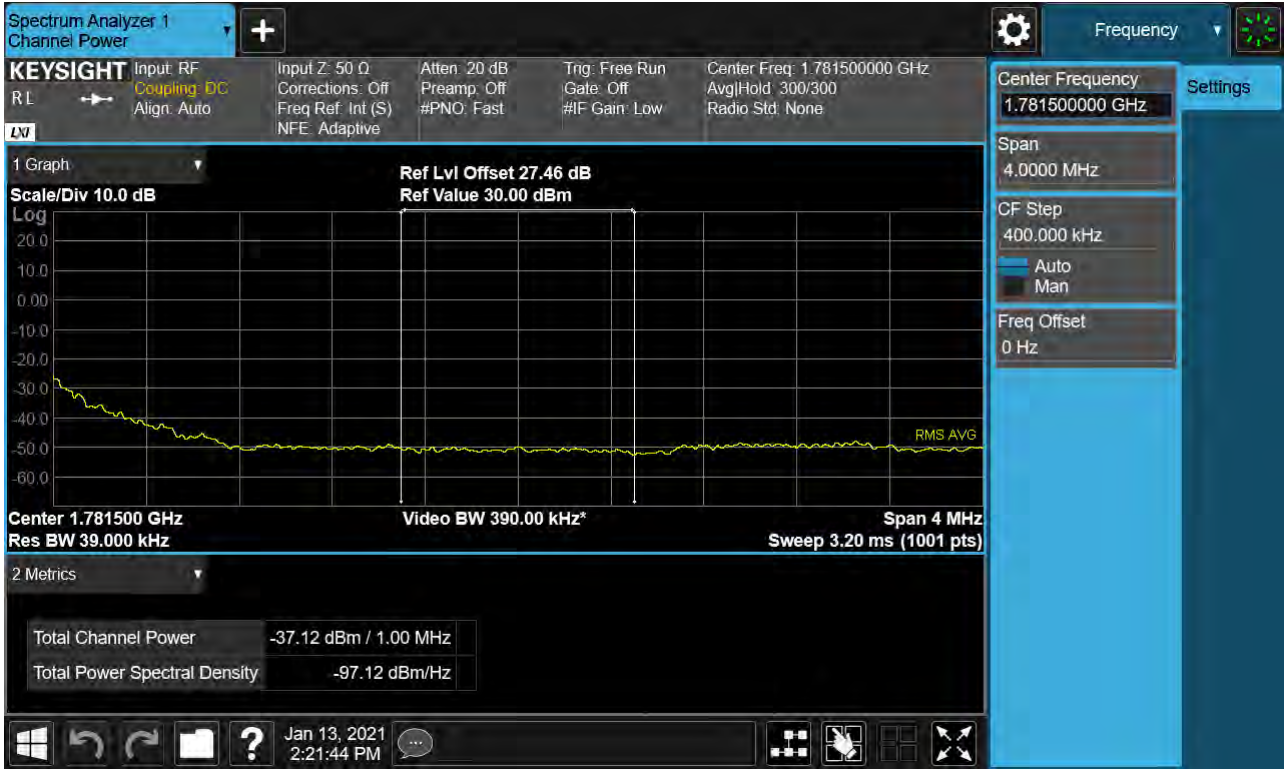 Spectrum Analyzer 1
Channel Power
Frequency
KEYSIGHT
R L
LXI
Input: RF
Coupling: DC
Align: Auto
Input Z: 50 Ω
Corrections: Off
Freq Ref: Int (S)
NFE: Adaptive
Atten: 20 dB
Preamp: Off
#PNO: Fast
Trig: Free Run
Gate: Off
#IF Gain: Low
Center Freq: 1.781500000 GHz
Avg|Hold: 300/300
Radio Std: None
Center Frequency
1.781500000 GHz
Settings
Span
4.0000 MHz
CF Step
400.000 kHz
Auto
Man
Freq Offset
0 Hz
1 Graph
Scale/Div 10.0 dB
Ref Lvl Offset 27.46 dB
Ref Value 30.00 dBm
Log
20.0
10.0
0.00
-10.0
-20.0
-30.0
-40.0
-50.0
-60.0
RMS AVG
Center 1.781500 GHz
Video BW 390.00 kHz*
Span 4 MHz
Res BW 39.000 kHz
Sweep 3.20 ms (1001 pts)
2 Metrics
Total Channel Power -37.12 dBm / 1.00 MHz
Total Power Spectral Density -97.12 dBm/Hz
?
Jan 13, 2021
2:21:44 PM